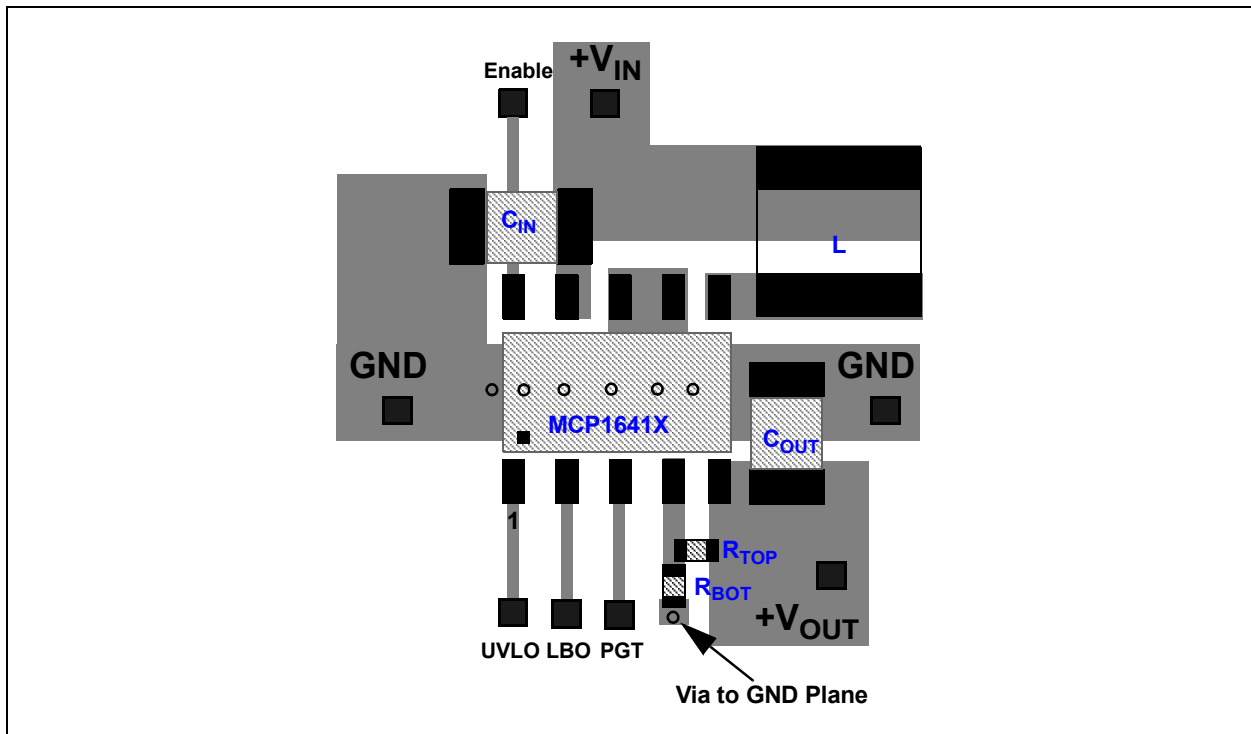 Enable
+VIN
CIN
L
GND
GND
MCP1641X
COUT
1
RTOP
RBOT
+VOUT
UVLO LBO PGT
Via to GND Plane